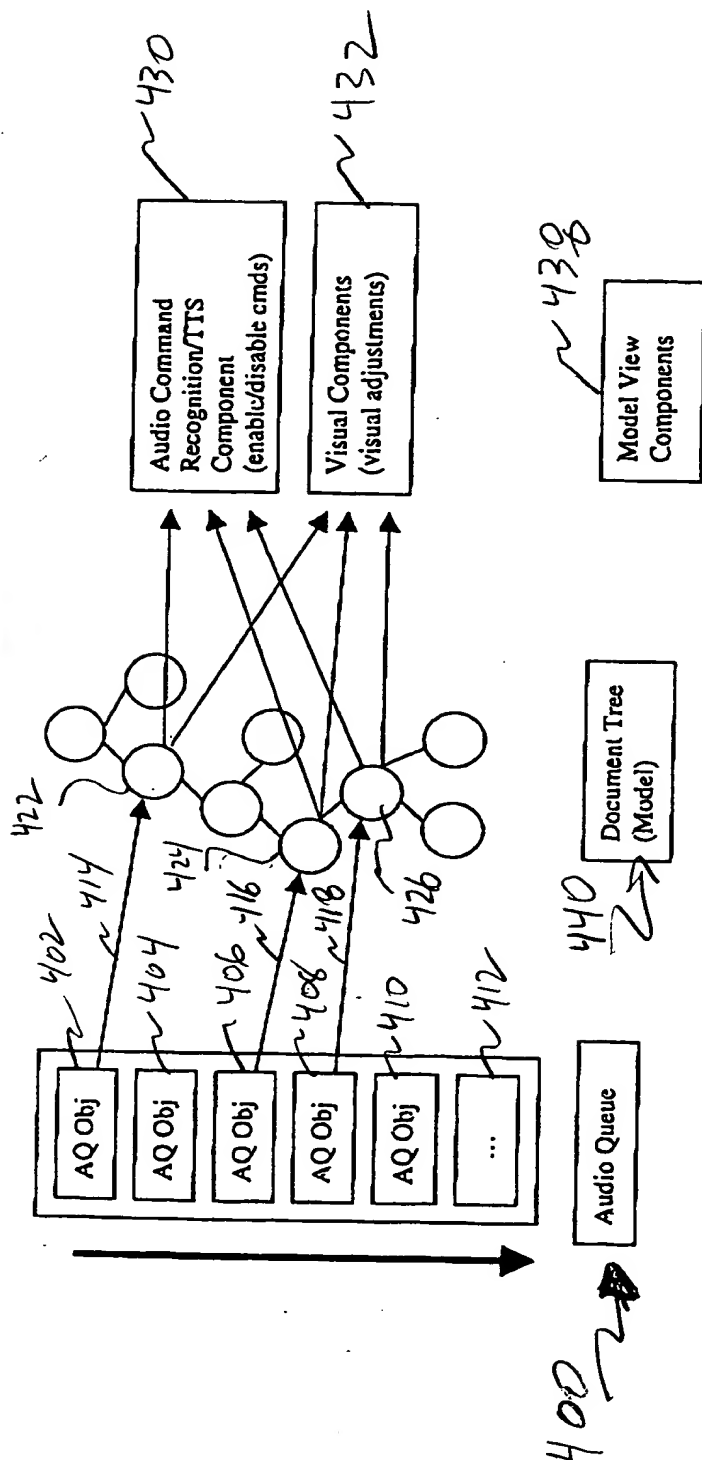 402
AQ Obj
414
404
AQ Obj
406
AQ Obj
416
408
AQ Obj
418
410
AQ Obj
412
...
422
424
426
430
Audio Command
Recognition/TTS
Component
(enable/disable cmds)
432
Visual Components
(visual adjustments)
400
Audio Queue
440
Document Tree
(Model)
438
Model View
Components